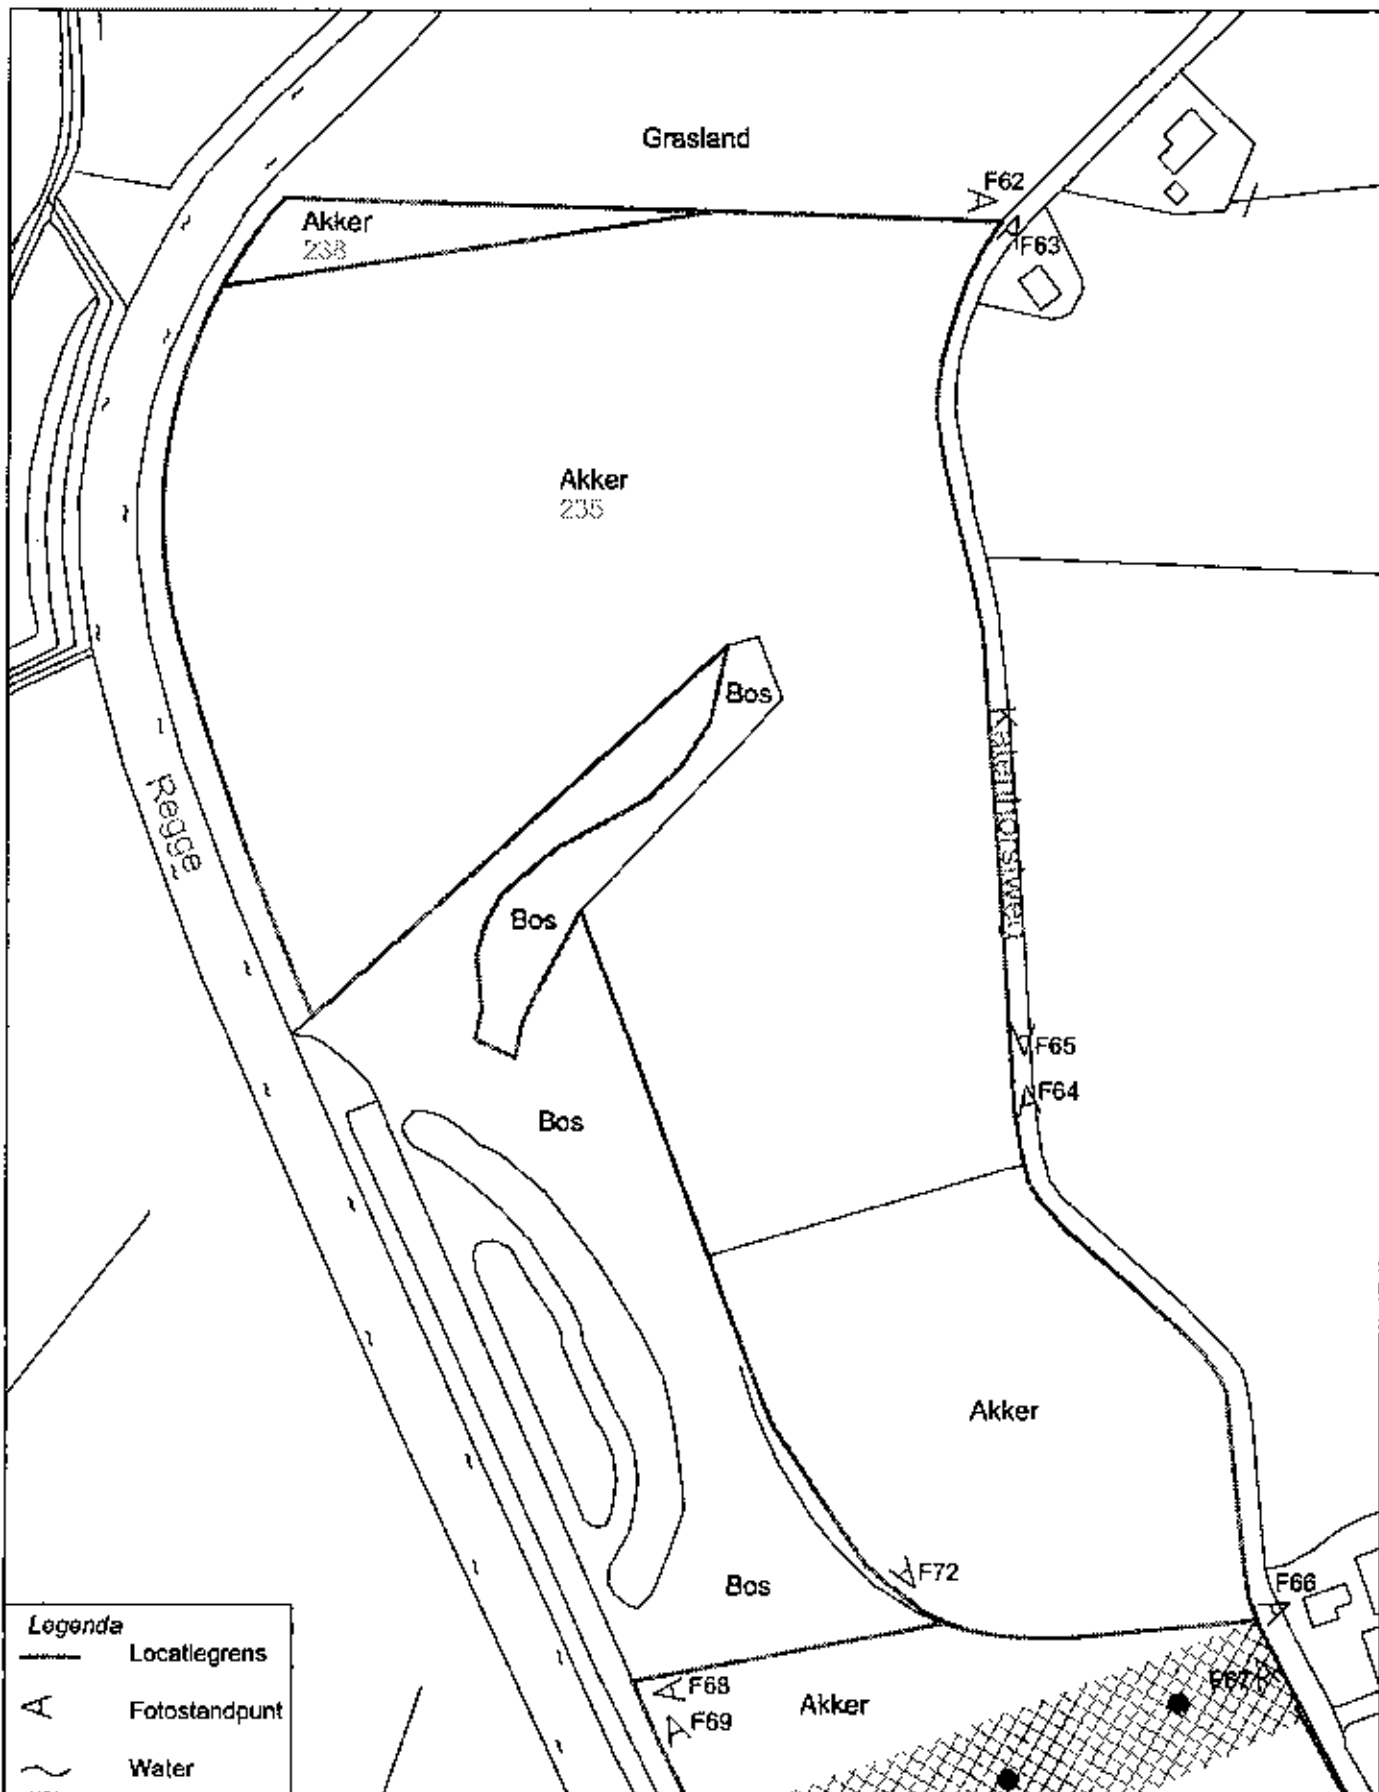 Grasland
F62
Akker
238
F63
Akker
235
Bos
Regge
Bos
F65
F64
Bos
Akker
F72
Bos
F66
Legenda
Locatiegrens
F68
F67
Fotostandpunt
Akker
F69
Water